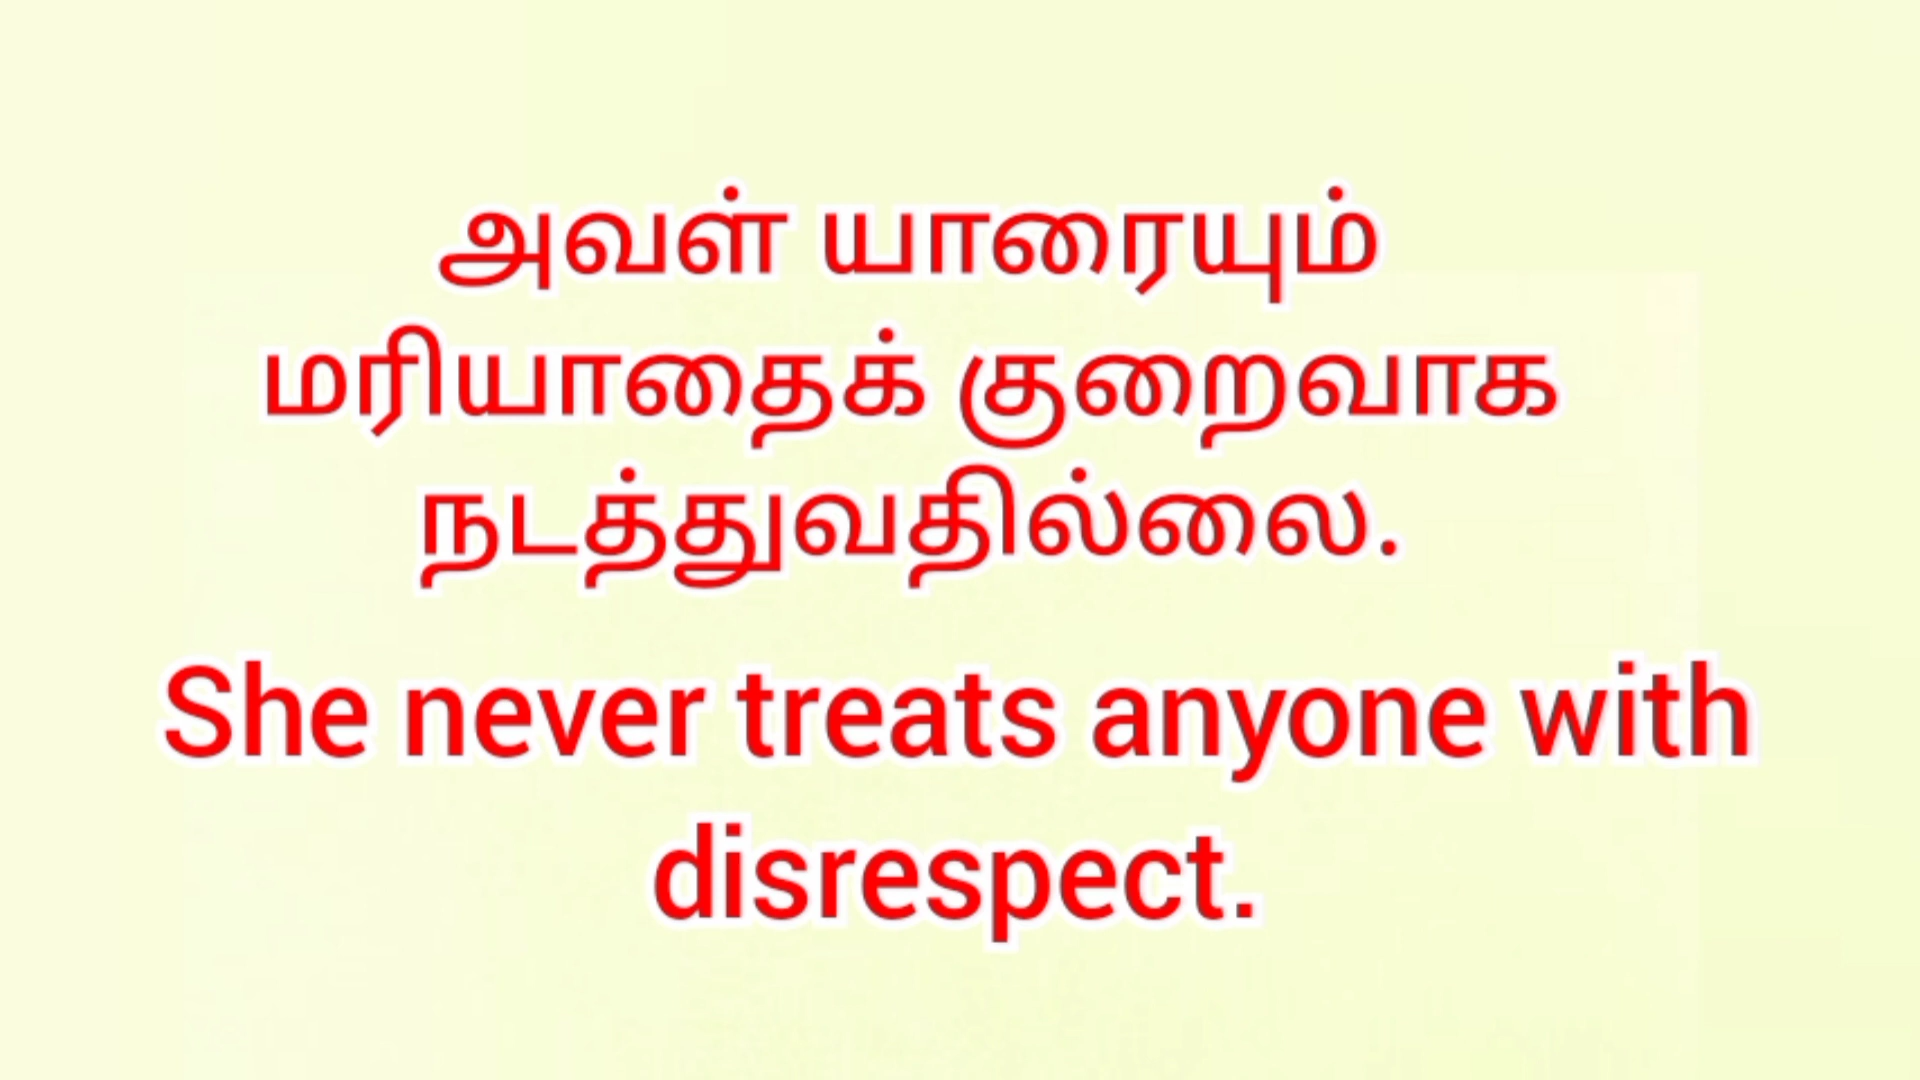 அவள் யாரையும்
மரியாதைக் குறைவாக
நடத்துவதில்லை.
She never treats anyone with
disrespect.